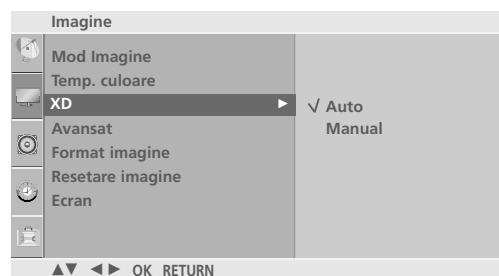 Imagine
Mod Imagine
Temp. culoare
XD ►
Avansat
Format imagine
Resetare imagine
Ecran
√ Auto
Manual
▲▼ ◄► OK RETURN